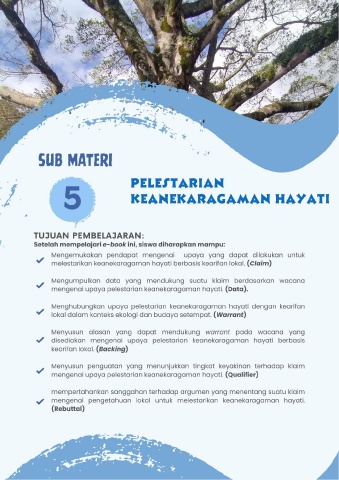 SUB MATERI
5
PELESTARIAN
KEANEKARAGAMAN HAYATI
TUJUAN PEMBELAJARAN:
Setelah mempelajari e-book ini, siswa diharapkan mampu:
Mengemukakan pendapat mengenai upaya yang dapat dilakukan untuk
melestarikan keanekaragaman hayati berbasis kearifan lokal. (Claim)
Mengumpulkan data yang mendukung suatu klaim berdasarkan wacana
mengenai upaya pelestarian keanekaragaman hayati. (Data).
Menghubungkan upaya pelestarian keanekaragaman hayati dengan kearifan
lokal dalam konteks ekologi dan budaya setempat. (Warrant)
Menyusun alasan yang dapat mendukung warrant pada wacana yang
disediakan mengenai upaya pelestarian keanekaragaman hayati berbasis
kearifan lokal. (Backing)
Menyusun penguatan yang menunjukkan tingkat keyakinan terhadap klaim
mengenai upaya pelestarian keanekaragaman hayati. (Qualifier)
mempertahankan sanggahan terhadap argumen yang menentang suatu klaim
mengenai pengetahuan lokal untuk melestarikan keanekaragaman hayati.
(Rebuttal)